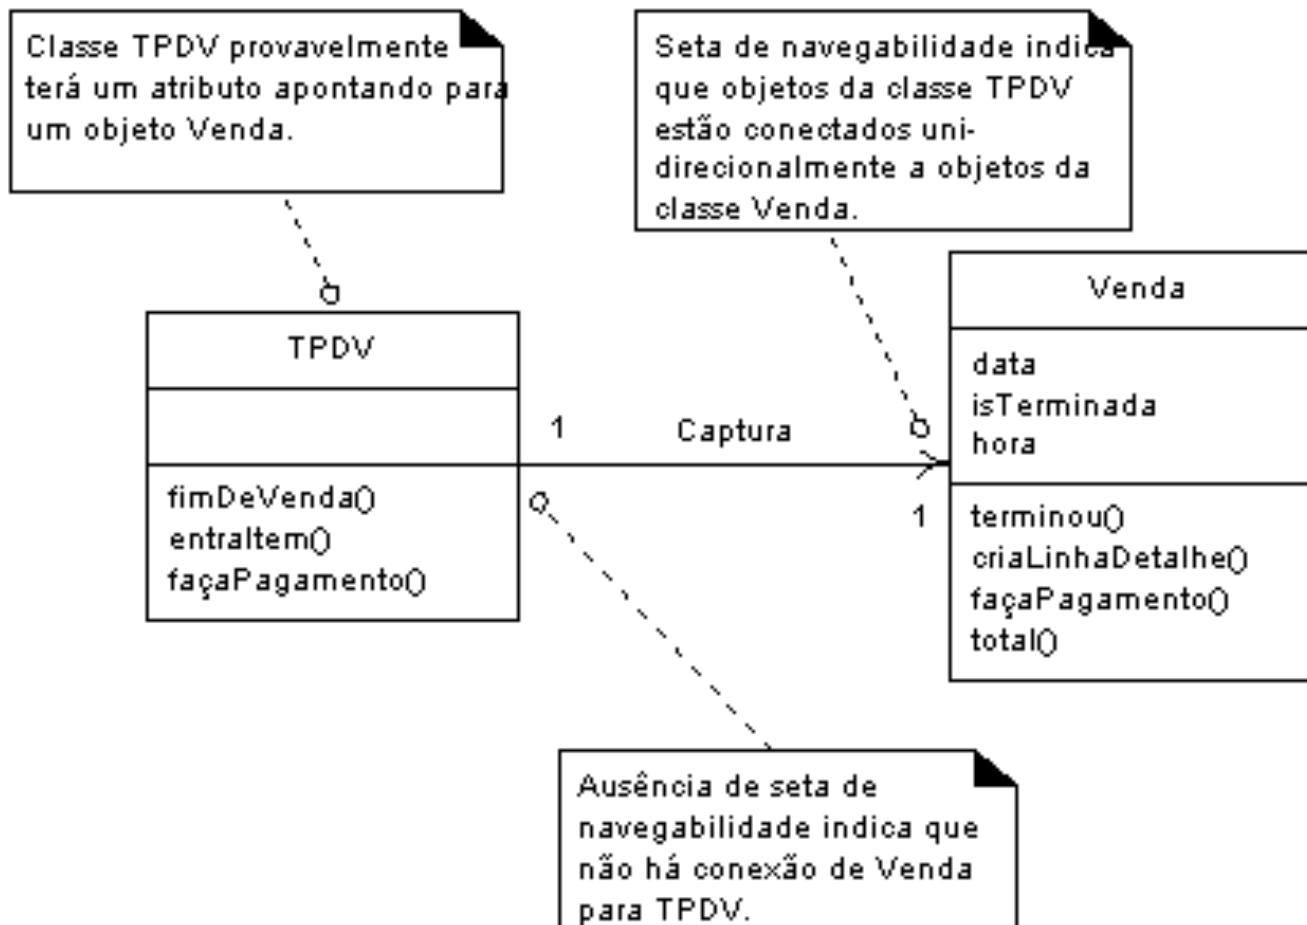 Classe TPDV provavelmente
terá um atributo apontando para
um objeto Venda.
Seta de navegabilidade indica
que objetos da classe TPDV
estão conectados uni-
direcionalmente a objetos da
classe Venda.
TPDV
fimDeVenda()
entraItem()
façaPagamento()
1
Captura
1
Venda
data
isTerminada
hora
terminou()
criaLinhaDetalhe()
façaPagamento()
total()
Ausência de seta de
navegabilidade indica que
não há conexão de Venda
para TPDV.